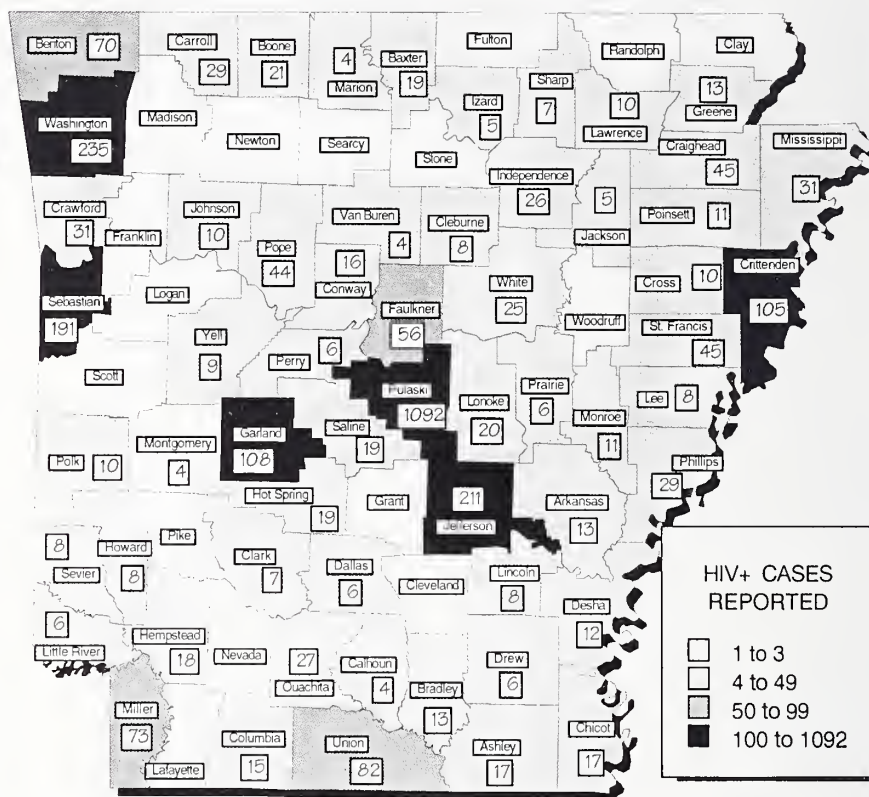 Benton 70
Carroll 29
Boone 21
4 Marion
Baxter 19
Fulton
Randolph
Clay
Izard 5
Sharp 7
10 Lawrence
13 Greene
Washington 235
Madison
Newton
Searcy
Stone
Independence 26
5 Jackson
Craighead 45
Mississippi 31
Crawford 31
Franklin
Johnson 10
Pope 44
Van Buren 4
Cleburne 8
Poinsett 11
16 Conway
White 25
Cross 10
Crittenden 105
Sebastian 191
Logan
Faulkner 56
Woodruff
St. Francis 45
Yell 9
Perry 6
Scott
Pulaski 1092
Lonoke 20
Prairie 6
Monroe 11
Lee 8
Polk 10
Montgomery 4
Garland 108
Saline 19
Phillips 29
Hot Spring 19
Grant
211 Jefferson
Arkansas 13
8 Sevier
Howard 8
Pike
Clark 7
Dallas 6
Cleveland
Lincoln 8
Desha 12
6 Little River
Hempstead 18
Nevada
27 Ouachita
Calhoun 4
Bradley 13
Drew 6
Miller 73
Lafayette
Columbia 15
Union 82
Ashley 17
Chicot 17
HIV+ CASES
REPORTED
1 to 3
4 to 49
50 to 99
100 to 1092